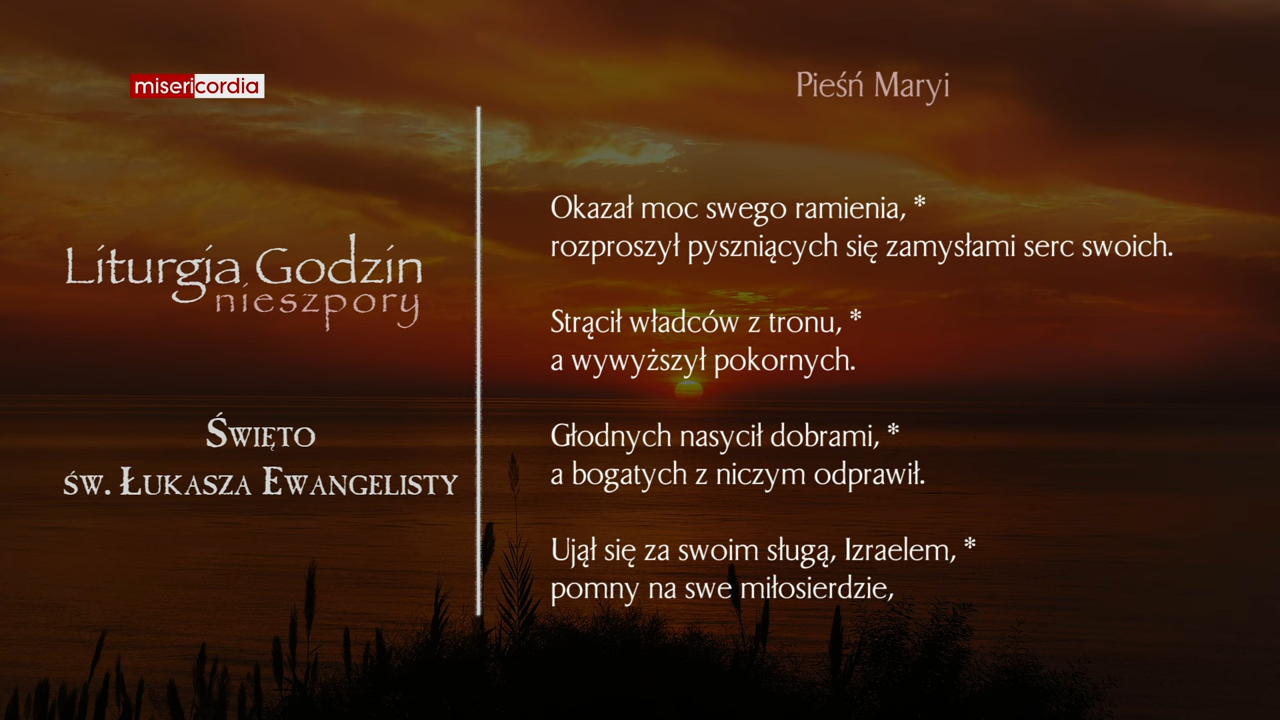 misericordia
Liturgia Godzin
nieszpory
Święto
św. Łukasza Ewangelisty
Pieśń Maryi
Okazał moc swego ramienia, *
rozproszył pyszniących się zamysłami serc swoich.
Strącił władców z tronu, *
a wywyższył pokornych.
Głodnych nasycił dobrami, *
a bogatych z niczym odprawił.
Ujął się za swoim sługą, Izraelem, *
pomny na swe miłosierdzie,